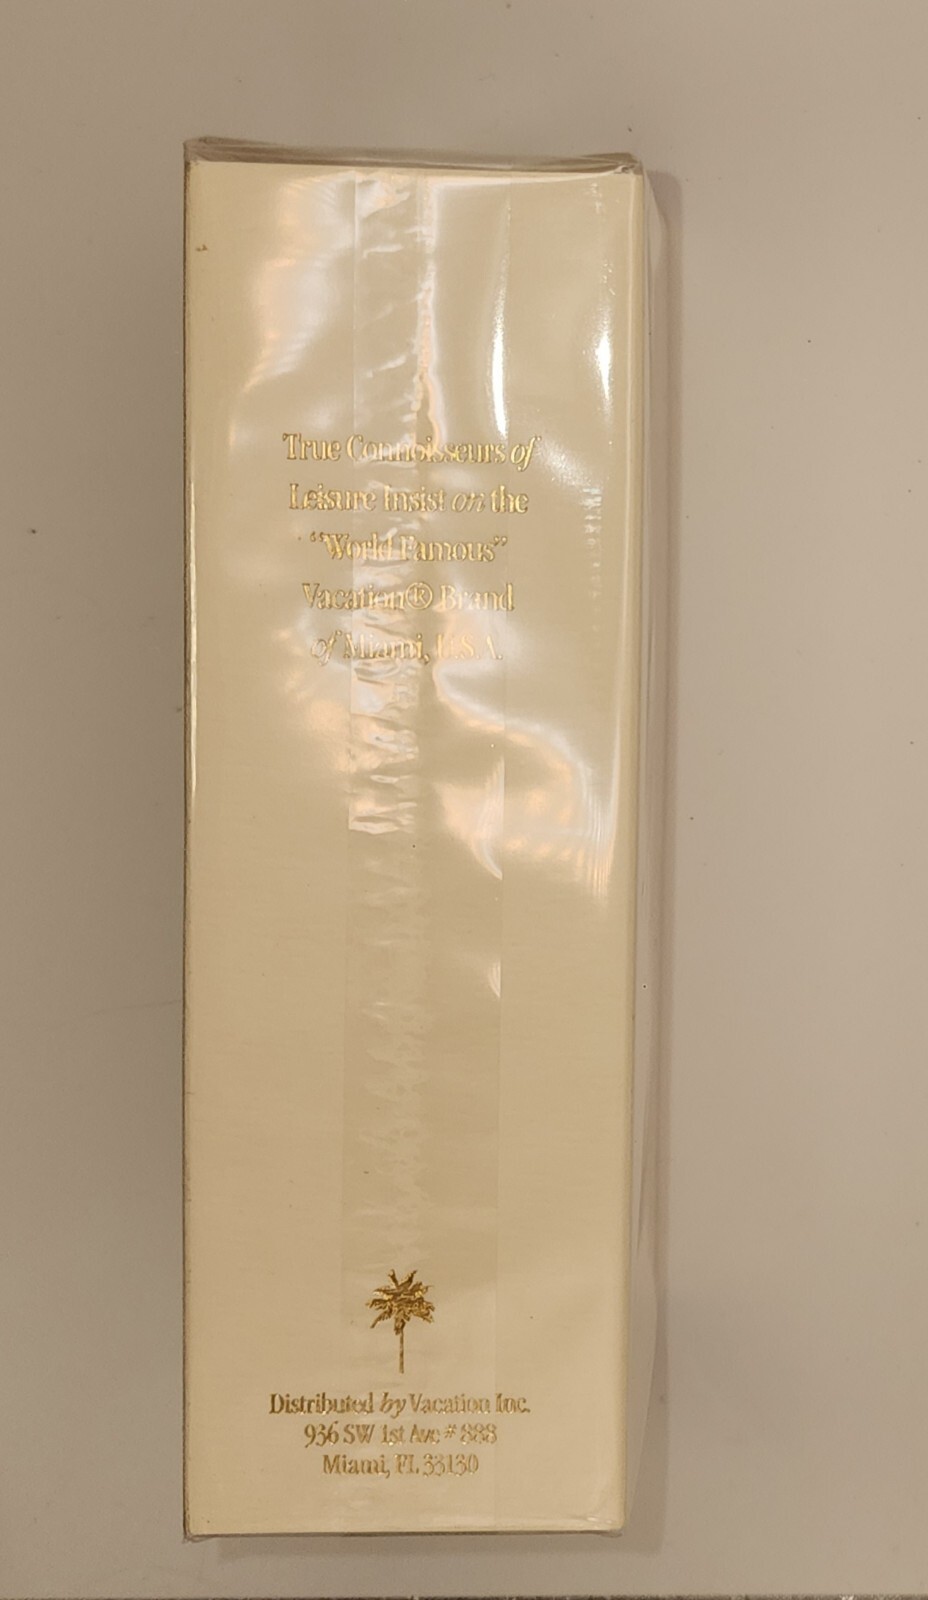 True Connoisseurs of
Leisure Insist on the
“World Famous”
Vacation® Brand
of Miami, U.S.A.
Distributed by Vacation Inc.
936 SW 1st Ave # 888
Miami, FL 33130